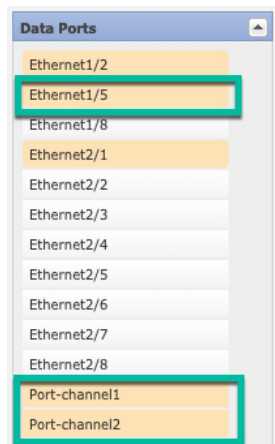 Data Ports
Ethernet1/2
Ethernet1/5
Ethernet1/8
Ethernet2/1
Ethernet2/2
Ethernet2/3
Ethernet2/4
Ethernet2/5
Ethernet2/6
Ethernet2/7
Ethernet2/8
Port-channel1
Port-channel2